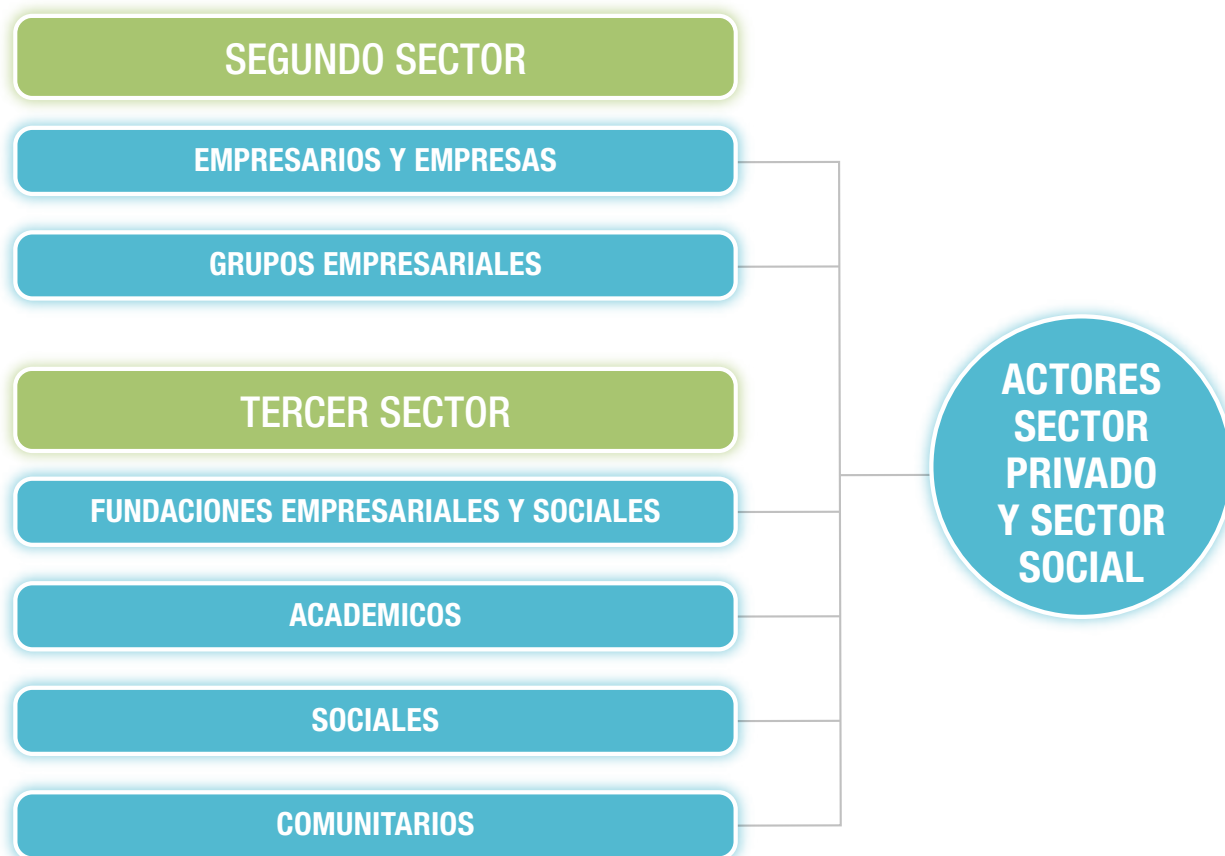 SEGUNDO SECTOR
EMPRESARIOS Y EMPRESAS
GRUPOS EMPRESARIALES
TERCER SECTOR
FUNDACIONES EMPRESARIALES Y SOCIALES
ACADEMICOS
SOCIALES
COMUNITARIOS
ACTORES
SECTOR
PRIVADO
Y SECTOR
SOCIAL